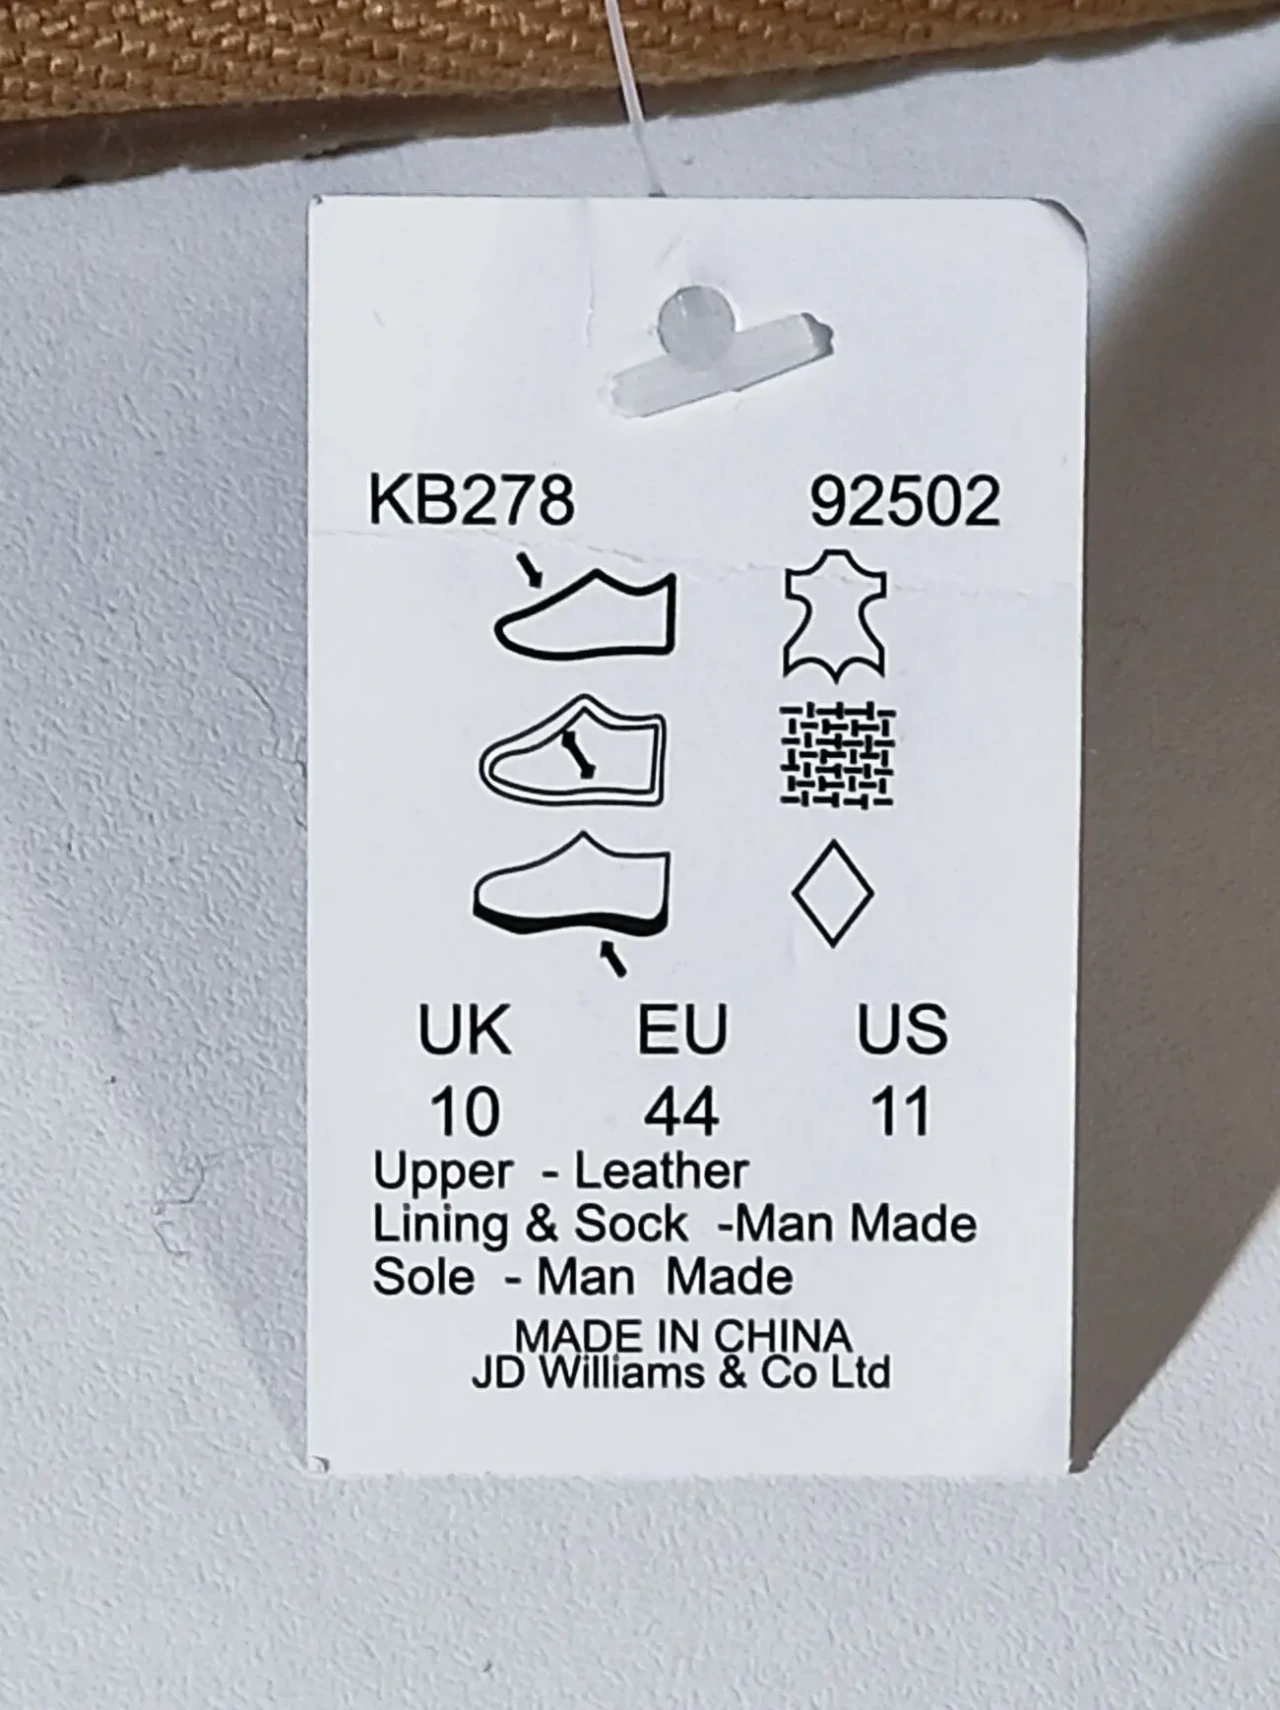 KB278 92502
UK EU US
10 44 11
Upper - Leather
Lining & Sock -Man Made
Sole - Man Made
MADE IN CHINA
JD Williams & Co Ltd